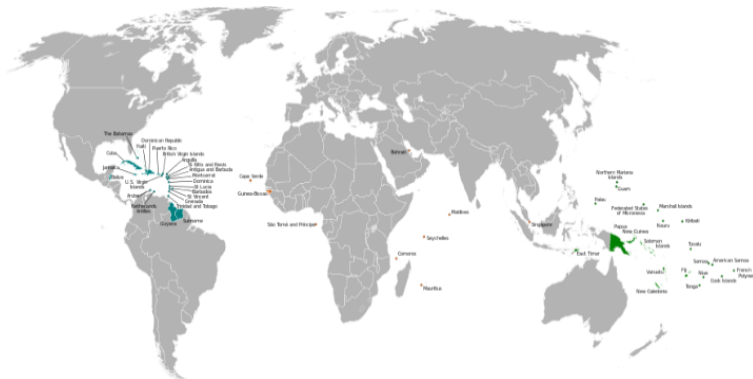 The Bahamas
Cuba
Dominican Republic
Haiti
Puerto Rico
British Virgin Islands
Anguilla
St Kitts and Nevis
Antigua and Barbuda
Montserrat
Dominica
St Lucia
Barbados
St Vincent
Grenada
Trinidad and Tobago
Jamaica
Belize
U.S. Virgin
Islands
Aruba
Netherlands
Antilles
Guyana
Suriname
Cape Verde
Guinea-Bissau
São Tomé and Príncipe
Bahrain
Maldives
Seychelles
Comoros
Mauritius
Singapore
East Timor
Northern Mariana
Islands
Guam
Palau
Federated States
of Micronesia
Marshall Islands
Nauru
Kiribati
Papua
New Guinea
Solomon
Islands
Tuvalu
Samoa
American Samoa
Vanuatu
Fiji
Niue
French
Polynes
Cook Islands
Tonga
New Caledonia